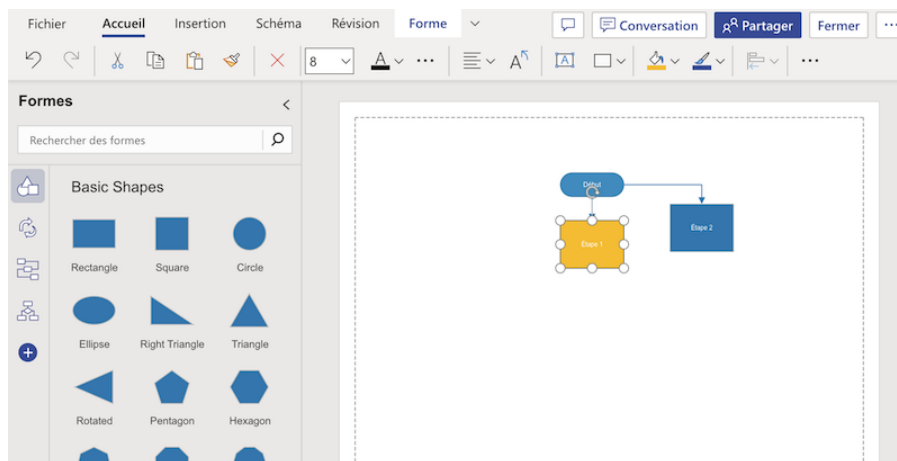 Fichier Accueil Insertion Schéma Révision Forme
Conversation Partager Fermer
8 A A A
Formes
Rechercher des formes
Basic Shapes
Rectangle Square Circle
Ellipse Right Triangle Triangle
Rotated Pentagon Hexagon
Début
Étape 1 Étape 2